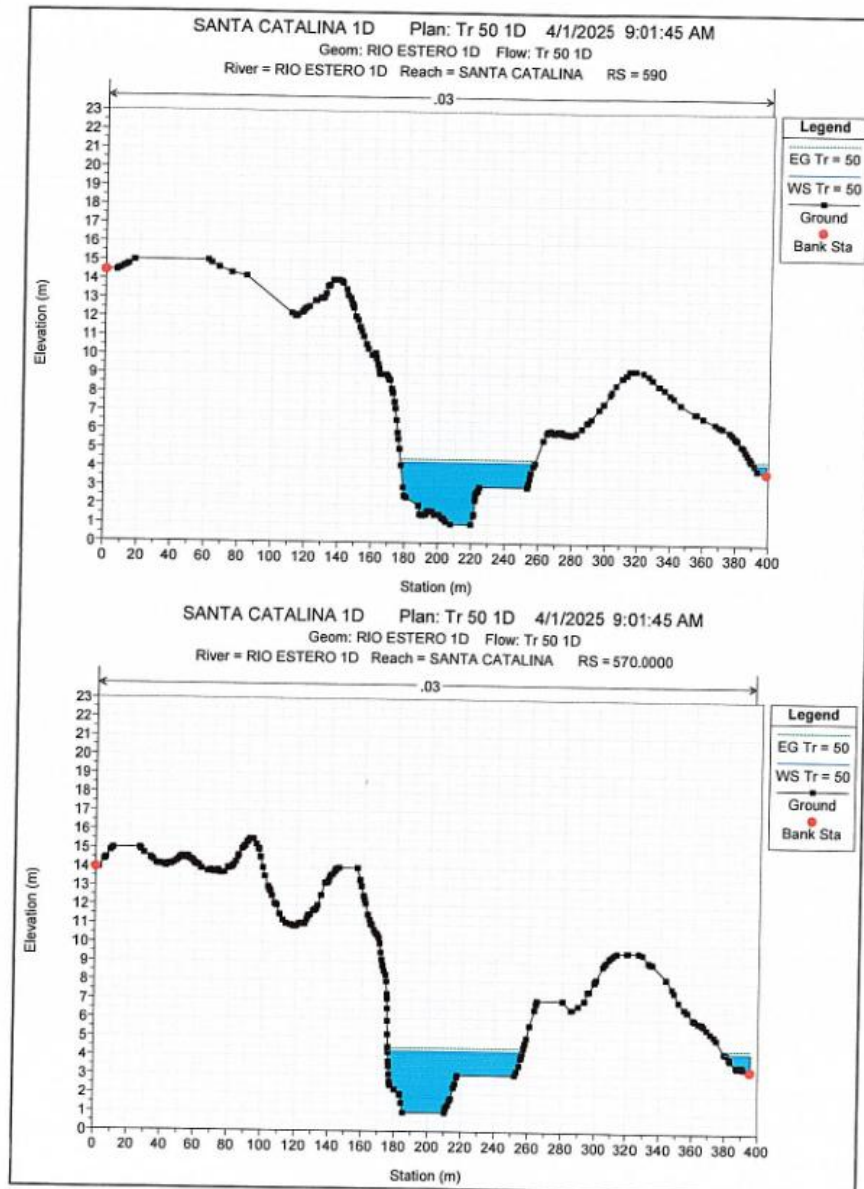 SANTA CATALINA 1D Plan: Tr 50 1D 4/1/2025 9:01:45 AM
Geom: RIO ESTERO 1D Flow: Tr 50 1D
River = RIO ESTERO 1D Reach = SANTA CATALINA RS = 590
.03
23
22
21
20
19
18
17
16
15
14
13
12
11
10
9
8
7
6
5
4
3
2
1
0
Elevation (m)
0 20 40 60 80 100 120 140 160 180 200 220 240 260 280 300 320 340 360 380 400
Station (m)
Legend
EG Tr = 50
WS Tr = 50
Ground
Bank Sta
SANTA CATALINA 1D Plan: Tr 50 1D 4/1/2025 9:01:45 AM
Geom: RIO ESTERO 1D Flow: Tr 50 1D
River = RIO ESTERO 1D Reach = SANTA CATALINA RS = 570.0000
.03
23
22
21
20
19
18
17
16
15
14
13
12
11
10
9
8
7
6
5
4
3
2
1
0
Elevation (m)
0 20 40 60 80 100 120 140 160 180 200 220 240 260 280 300 320 340 360 380 400
Station (m)
Legend
EG Tr = 50
WS Tr = 50
Ground
Bank Sta